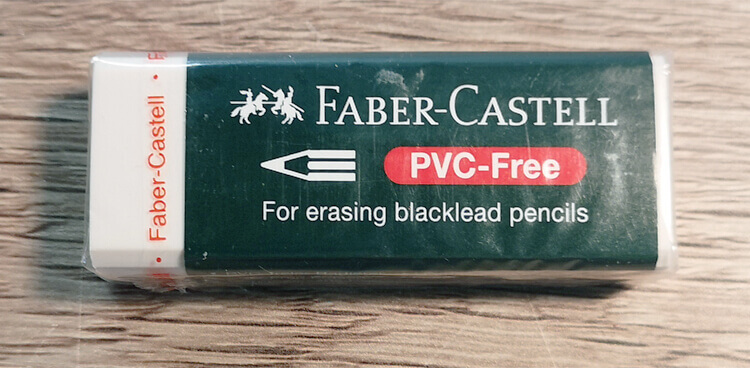 FABER-CASTELL
PVC-Free
For erasing blacklead pencils
Faber-Castell